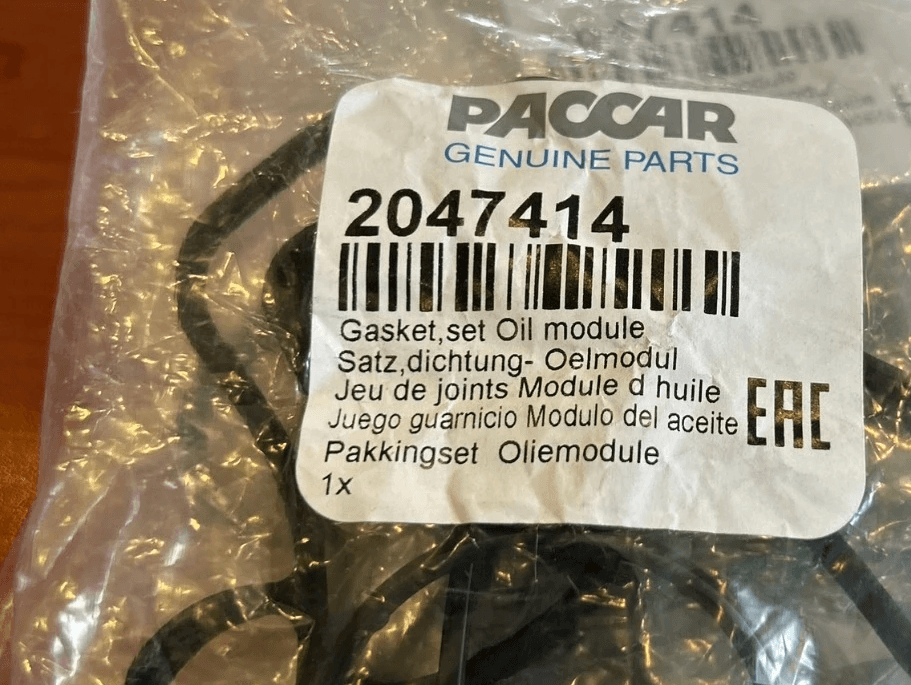 7414
PACCAR
GENUINE PARTS
2047414
Gasket,set Oil module
Satz,dichtung- Oelmodul
Jeu de joints Module d huile
Juego guarnicio Modulo del aceite
EAC
Pakkingset Oliemodule
1x